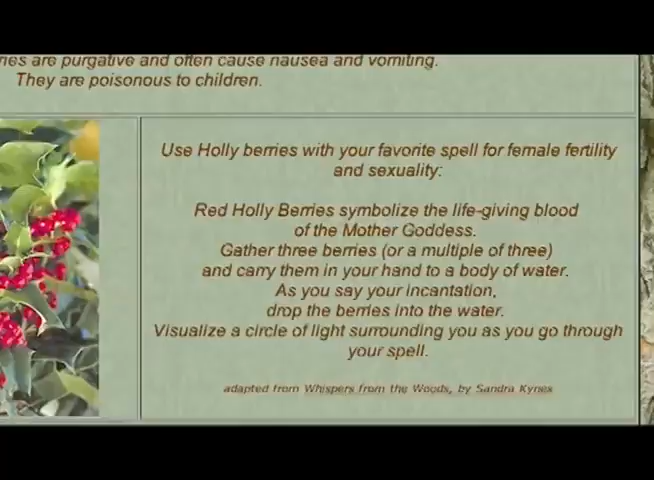 ries are purgative and often cause nausea and vomiting.
They are poisonous to children.
Use Holly berries with your favorite spell for female fertility
and sexuality:
Red Holly Berries symbolize the life-giving blood
of the Mother Goddess.
Gather three berries (or a multiple of three)
and carry them in your hand to a body of water.
As you say your incantation,
drop the berries into the water.
Visualize a circle of light surrounding you as you go through
your spell.
adapted from Whispers from the Woods, by Sandra Kynes